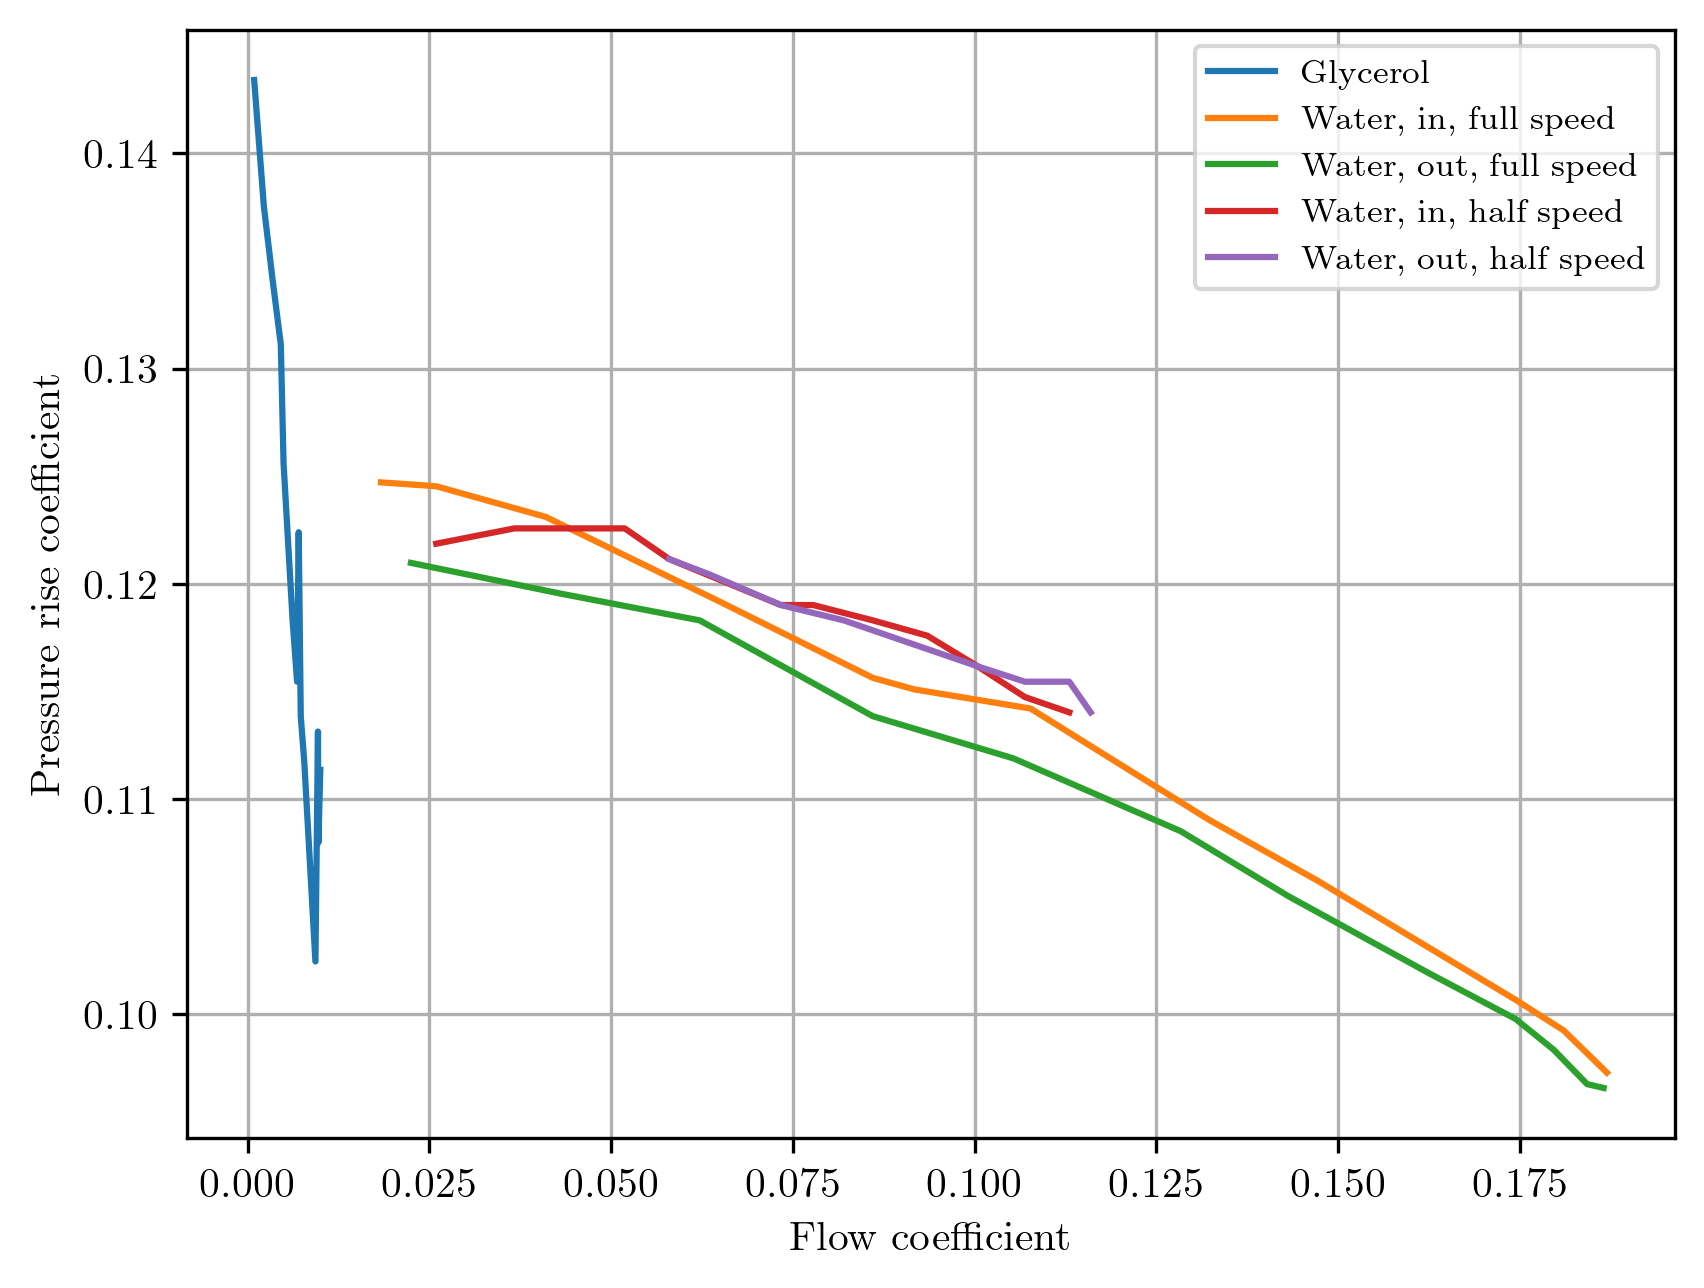 Glycerol
Water, in, full speed
Water, out, full speed
Water, in, half speed
Water, out, half speed
0.14
0.13
0.12
0.11
0.10
Pressure rise coefficient
0.000 0.025 0.050 0.075 0.100 0.125 0.150 0.175
Flow coefficient